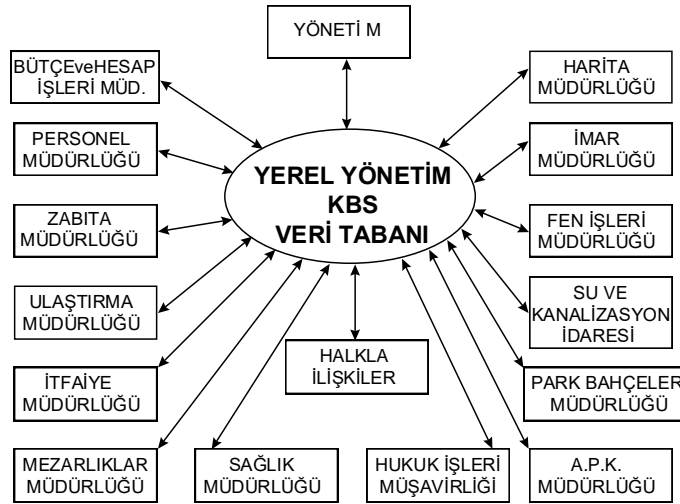 YÖNETİ M
BÜTÇEveHESAP
İŞLERİ MÜD.
HARİTA
MÜDÜRLÜĞÜ
PERSONEL
MÜDÜRLÜĞÜ
İMAR
MÜDÜRLÜĞÜ
YEREL YÖNETİM
KBS
VERİ TABANI
ZABITA
MÜDÜRLÜĞÜ
FEN İŞLERİ
MÜDÜRLÜĞÜ
ULAŞTIRMA
MÜDÜRLÜĞÜ
SU VE
KANALİZASYON
İDARESİ
HALKLA
İLİŞKİLER
İTFAİYE
MÜDÜRLÜĞÜ
PARK BAHÇELER
MÜDÜRLÜĞÜ
MEZARLIKLAR
MÜDÜRLÜĞÜ
SAĞLIK
MÜDÜRLÜĞÜ
HUKUK İŞLERİ
MÜŞAVİRLİĞİ
A.P.K.
MÜDÜRLÜĞÜ